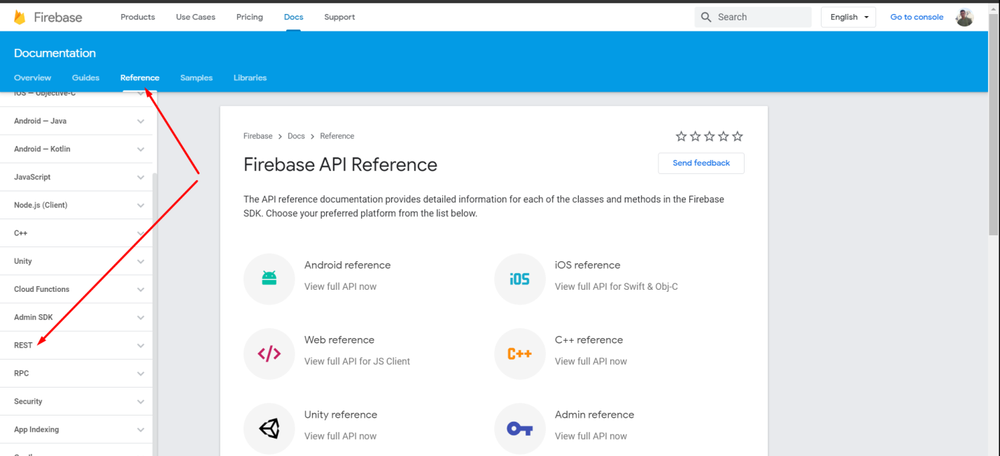 Firebase
Products
Use Cases
Pricing
Docs
Support
Search
English
Go to console
Documentation
Overview
Guides
Reference
Samples
Libraries
iOS — Objective-C
Android — Java
Android — Kotlin
JavaScript
Node.js (Client)
C++
Unity
Cloud Functions
Admin SDK
REST
RPC
Security
App Indexing
Firebase > Docs > Reference
Firebase API Reference
Send feedback
The API reference documentation provides detailed information for each of the classes and methods in the Firebase
SDK. Choose your preferred platform from the list below.
Android reference
View full API now
iOS
iOS reference
View full API for Swift & Obj-C
</>
Web reference
View full API for JS Client
C++
C++ reference
View full API now
Unity reference
View full API now
Admin reference
View full API now